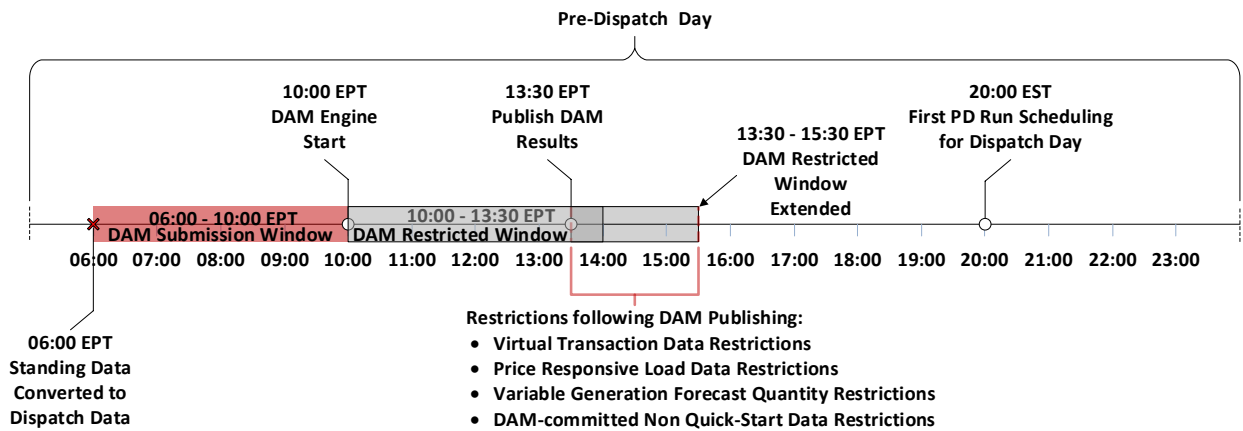 Pre-Dispatch Day
10:00 EPT
DAM Engine
Start
13:30 EPT
Publish DAM
Results
13:30 - 15:30 EPT
DAM Restricted
Window
Extended
20:00 EST
First PD Run Scheduling
for Dispatch Day
06:00 - 10:00 EPT
DAM Submission Window
10:00 - 13:30 EPT
DAM Restricted Window
06:00 07:00 08:00 09:00 10:00 11:00 12:00 13:00 14:00 15:00 16:00 17:00 18:00 19:00 20:00 21:00 22:00 23:00
06:00 EPT
Standing Data
Converted to
Dispatch Data
Restrictions following DAM Publishing:
• Virtual Transaction Data Restrictions
• Price Responsive Load Data Restrictions
• Variable Generation Forecast Quantity Restrictions
• DAM-committed Non Quick-Start Data Restrictions